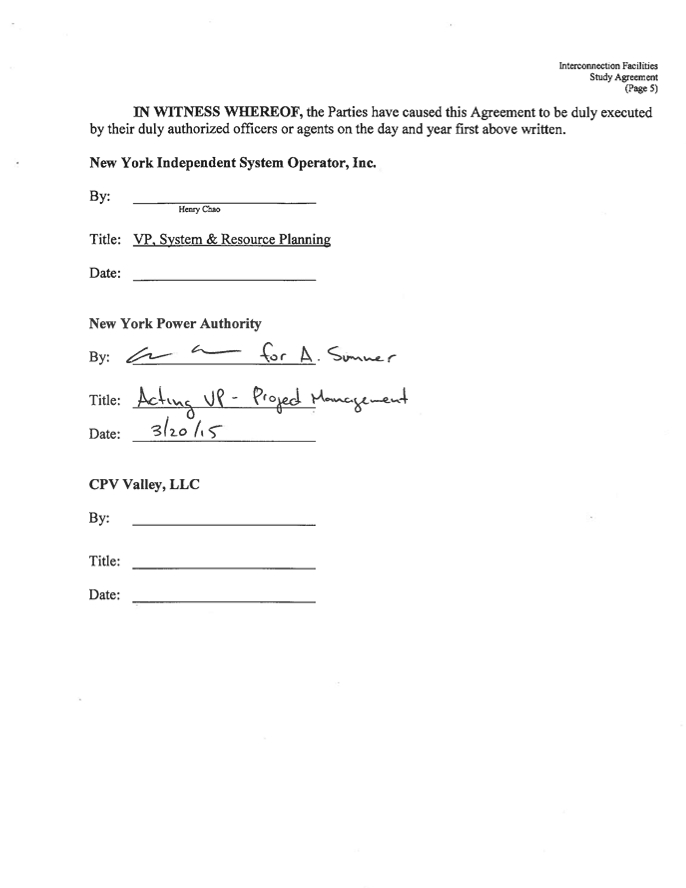 Interconnection Facilities
Study Agreement
(Page 5)
IN WITNESS WHEREOF, the Parties have caused this Agreement to be duly executed
by their duly authorized officers or agents on the day and year first above written.
New York Independent System Operator, Inc.
By:
Henry Chao
Title: VP, System & Resource Planning
Date:
New York Power Authority
By: for A. Sumner
Title: Acting VP - Project Management
Date: 3/20/15
CPV Valley, LLC
By:
Title:
Date: